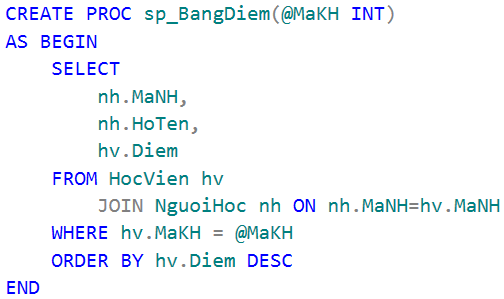 CREATE PROC sp_BangDiem(@MaKH INT)
AS BEGIN
    SELECT
        nh.MaNH,
        nh.HoTen,
        hv.Diem
    FROM HocVien hv
        JOIN NguoiHoc nh ON nh.MaNH=hv.MaNH
    WHERE hv.MaKH = @MaKH
    ORDER BY hv.Diem DESC
END